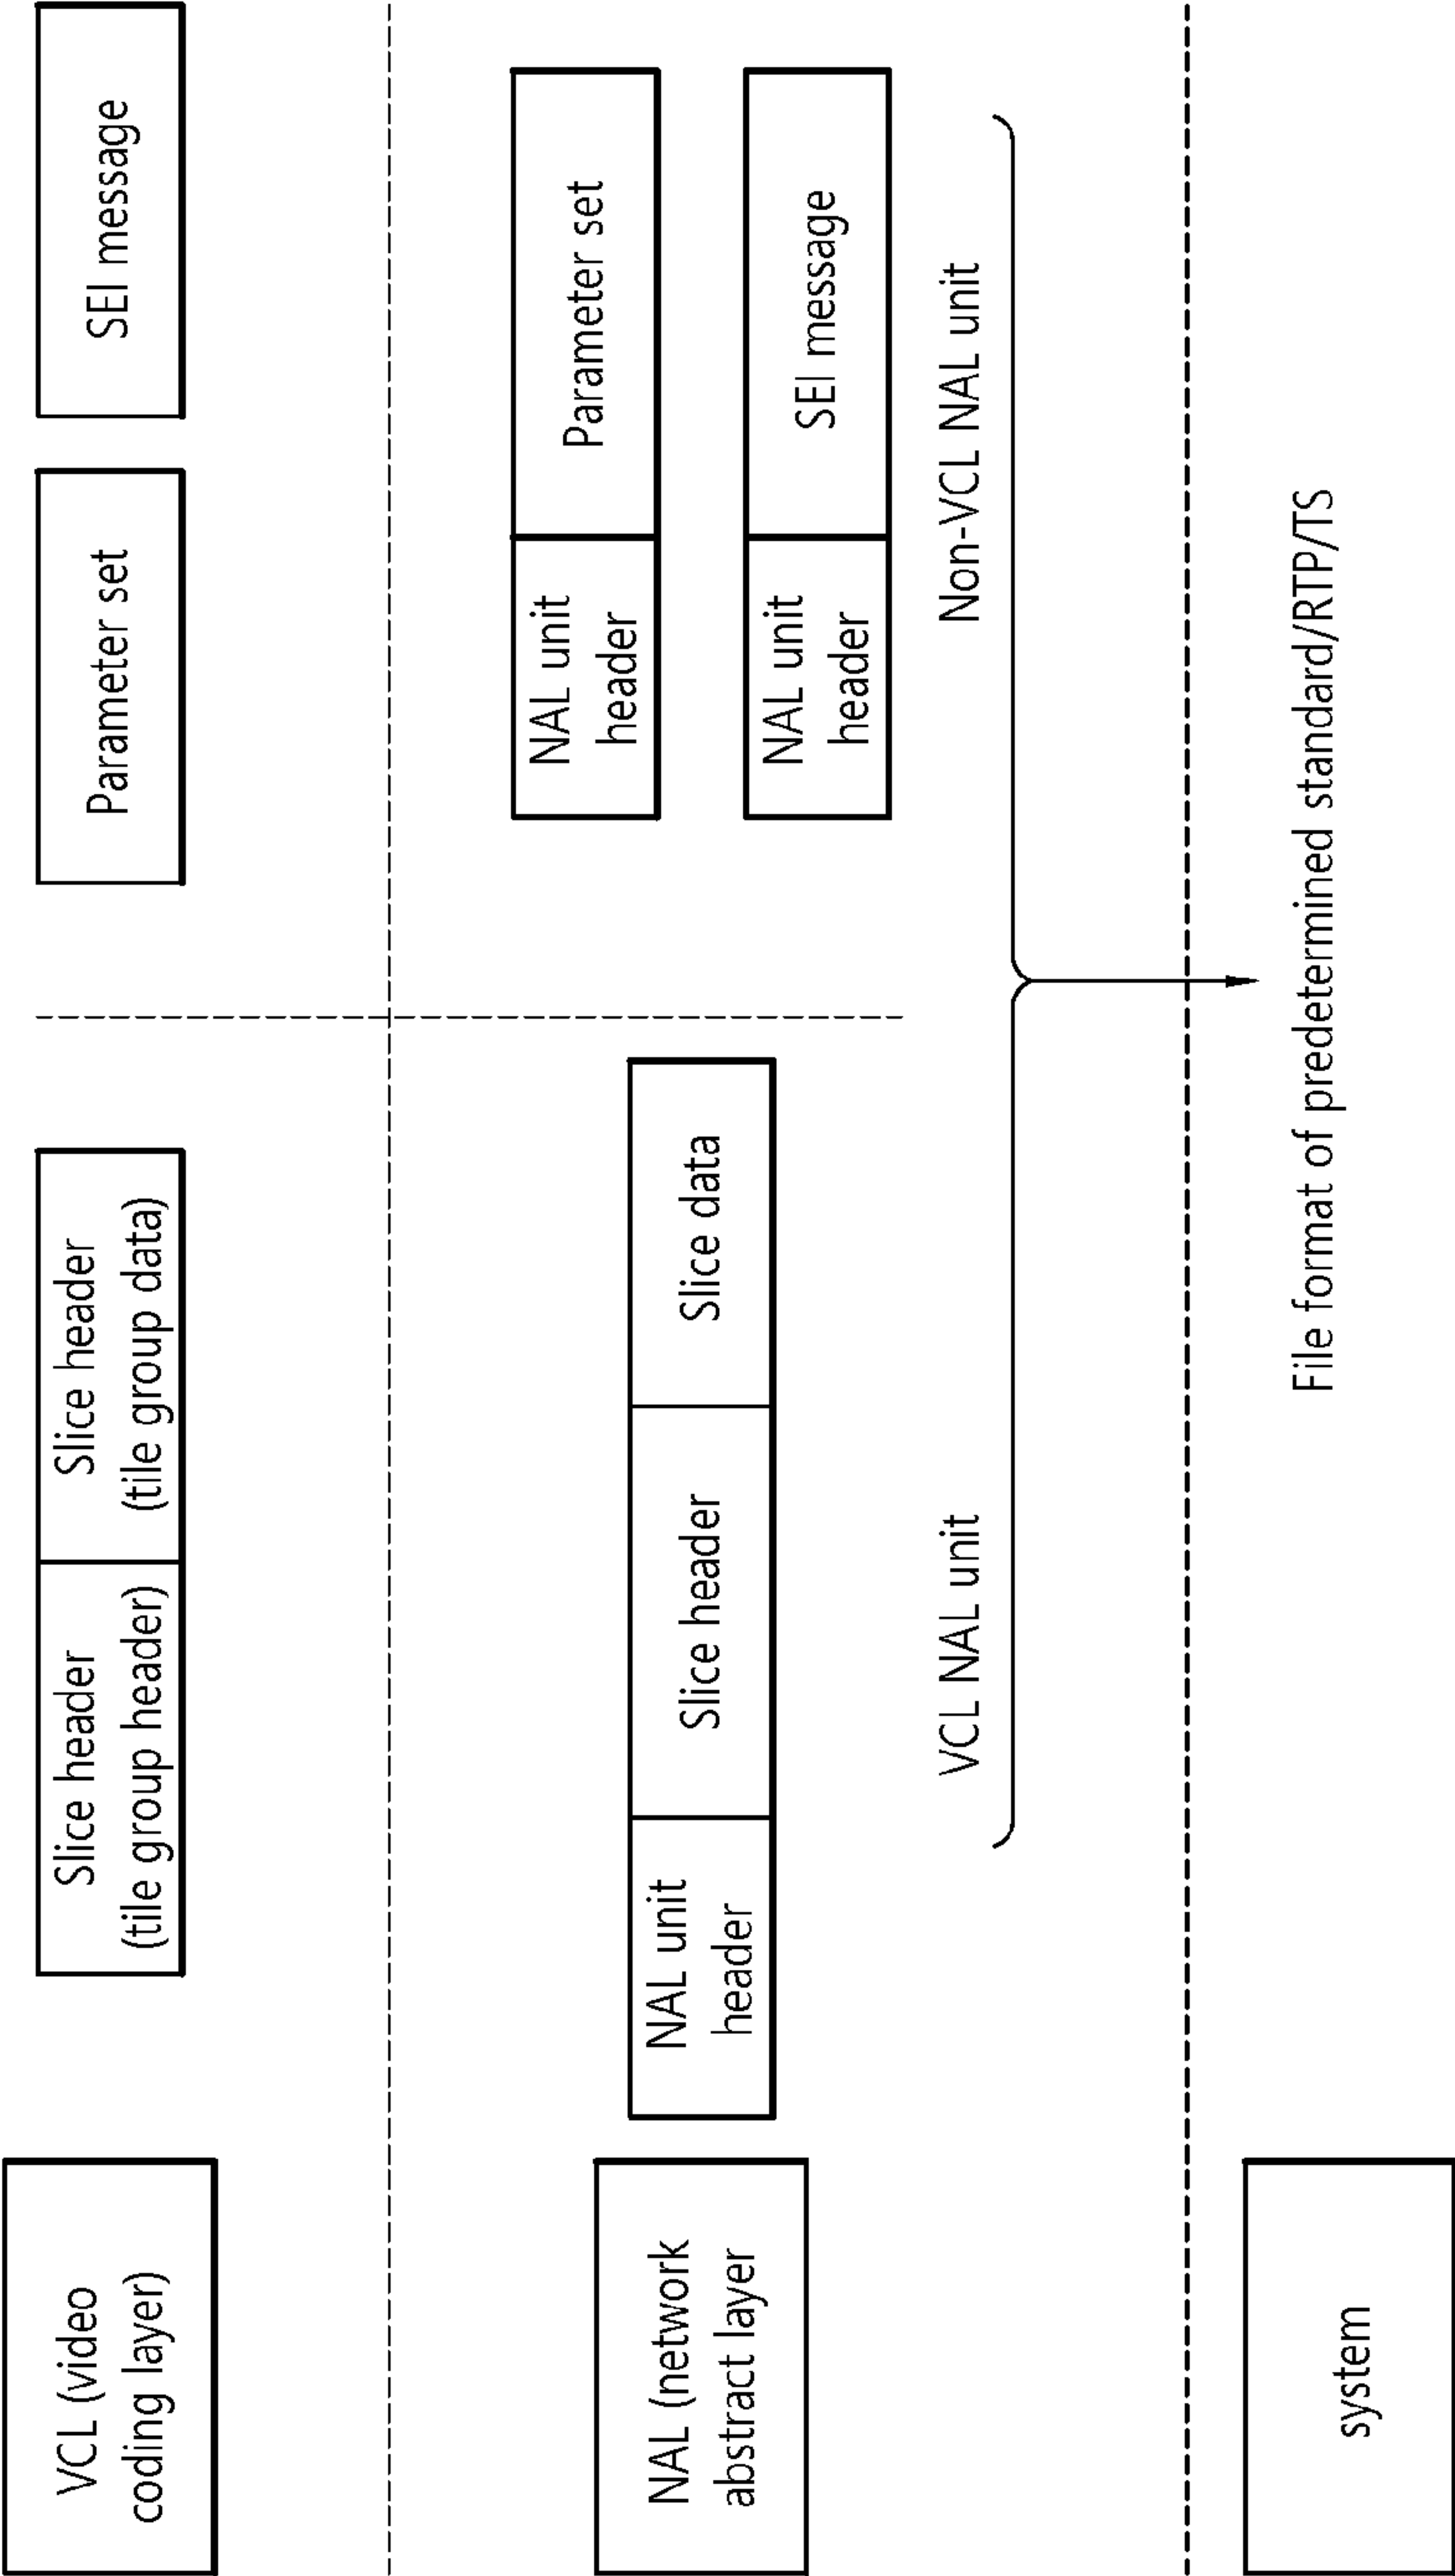 VCL (video
coding layer)
Slice header
(tile group header)
Slice header
(tile group data)
Parameter set
SEI message
NAL (network
abstract layer)
NAL unit
header
Slice header
Slice data
NAL unit
header
Parameter set
NAL unit
header
SEI message
VCL NAL unit
Non-VCL NAL unit
system
File format of predetermined standard/RTP/TS